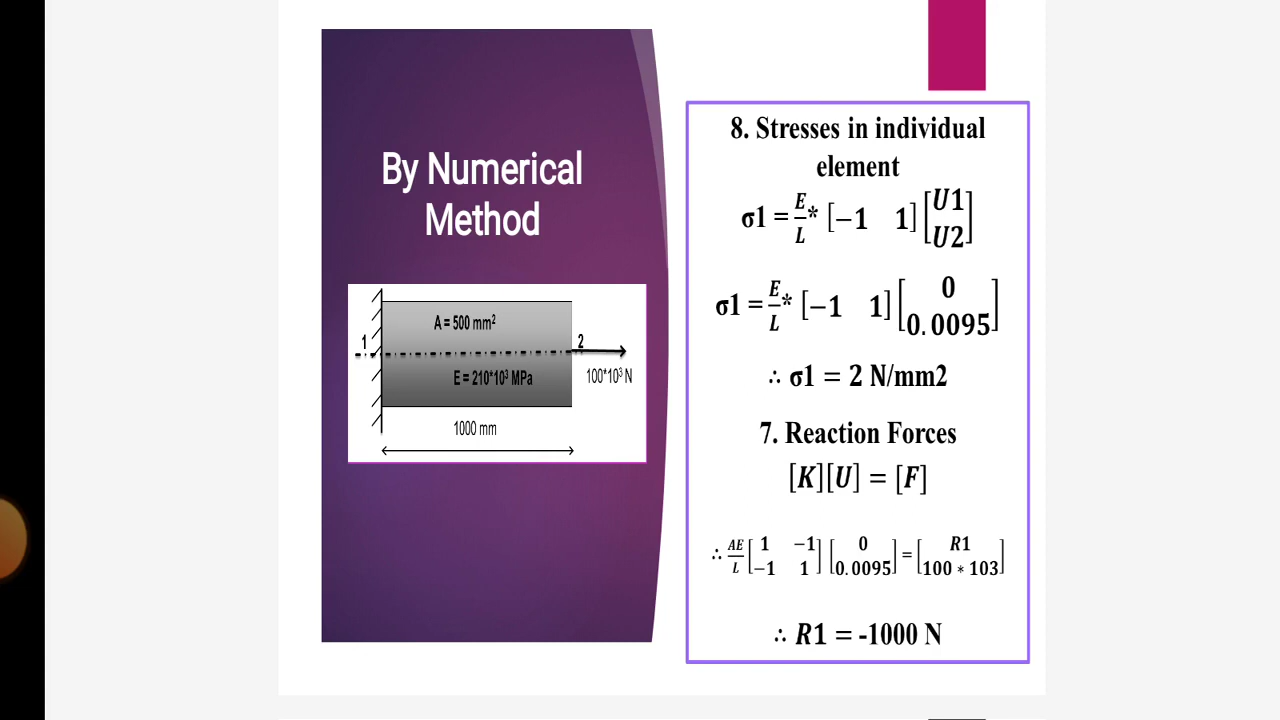 By Numerical
Method
A = 500 mm²
1
2
E = 210*10³ MPa
100*10³ N
1000 mm
8. Stresses in individual
element
σ1 = E/L * [−1 1] [U1 U2]
σ1 = E/L * [−1 1] [0 0.0095]
∴ σ1 = 2 N/mm2
7. Reaction Forces
[K][U] = [F]
∴ AE/L [1 −1 −1 1] [0 0.0095] = [R1 100 * 103]
∴ R1 = -1000 N